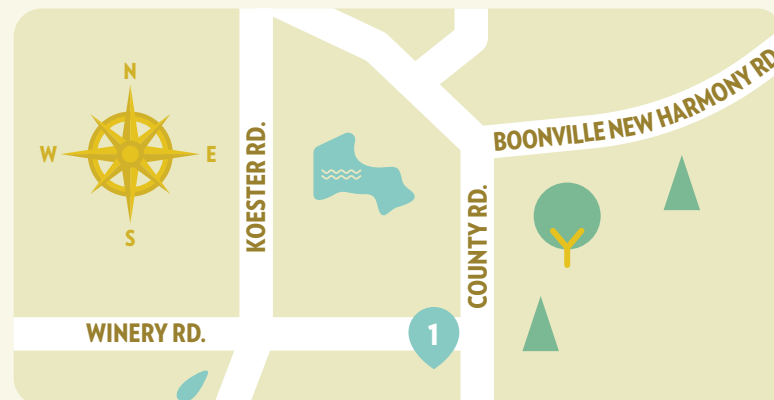 N
W
E
S
KOESTER RD.
BOONVILLE NEW HARMONY RD
COUNTY RD.
WINERY RD.
1